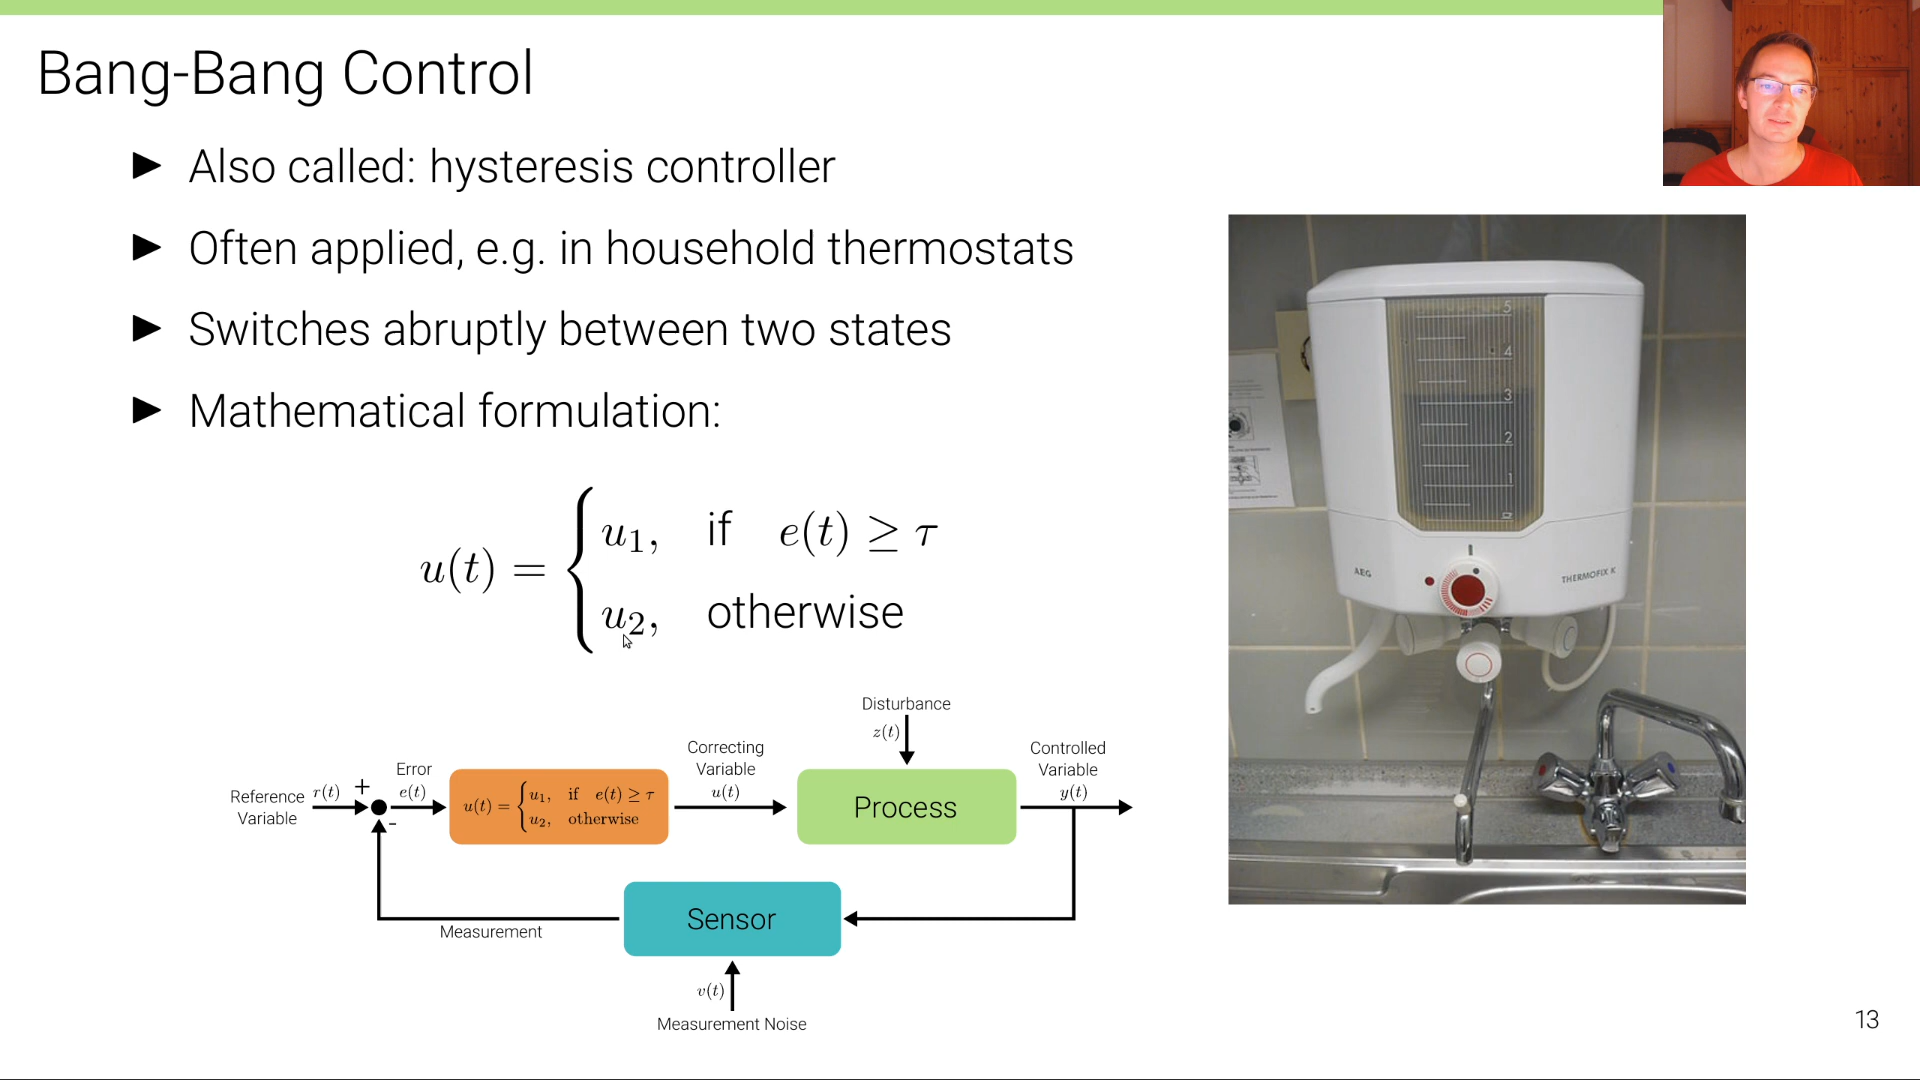 Bang-Bang Control
► Also called: hysteresis controller
► Often applied, e.g. in household thermostats
► Switches abruptly between two states
► Mathematical formulation:
u(t) = { u₁, if e(t) ≥ τ
u₂, otherwise
Disturbance
z(t)
Reference
Variable
r(t)
+
-
Error
e(t)
u(t) = { u₁, if e(t) ≥ τ
u₂, otherwise
Correcting
Variable
u(t)
Process
Controlled
Variable
y(t)
Sensor
Measurement
v(t)
Measurement Noise
5
4
3
2
1
AEG
THERMOFIX K
13